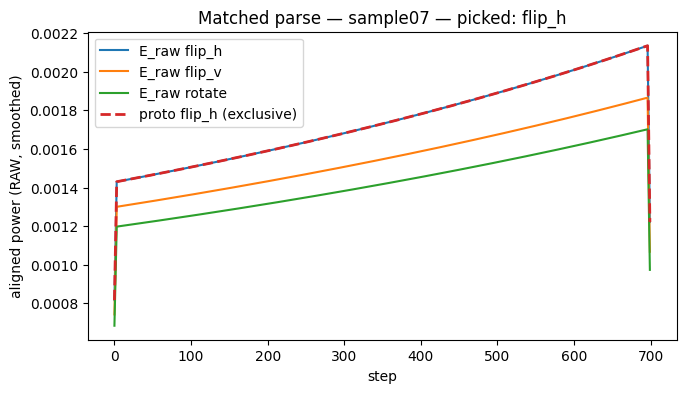 Matched parse — sample07 — picked: flip_h
E_raw flip_h
E_raw flip_v
E_raw rotate
proto flip_h (exclusive)
aligned power (RAW, smoothed)
0.0022
0.0020
0.0018
0.0016
0.0014
0.0012
0.0010
0.0008
0 100 200 300 400 500 600 700
step